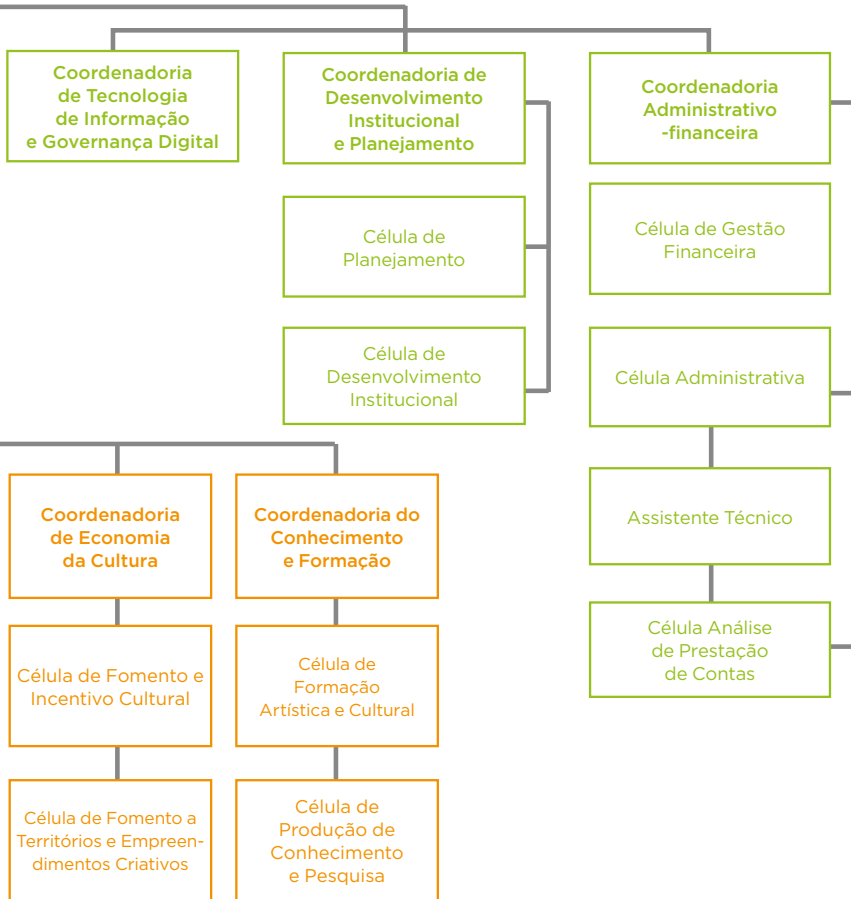 Coordenadoria
de Tecnologia
de Informação
e Governança Digital
Coordenadoria de
Desenvolvimento
Institucional
e Planejamento
Coordenadoria
Administrativo
-financeira
Célula de
Planejamento
Célula de Gestão
Financeira
Célula de
Desenvolvimento
Institucional
Célula Administrativa
Assistente Técnico
Célula Análise
de Prestação
de Contas
Coordenadoria
de Economia
da Cultura
Coordenadoria do
Conhecimento
e Formação
Célula de Fomento e
Incentivo Cultural
Célula de
Formação
Artística e Cultural
Célula de Fomento a
Territórios e Empreen-
dimentos Criativos
Célula de
Produção de
Conhecimento
e Pesquisa